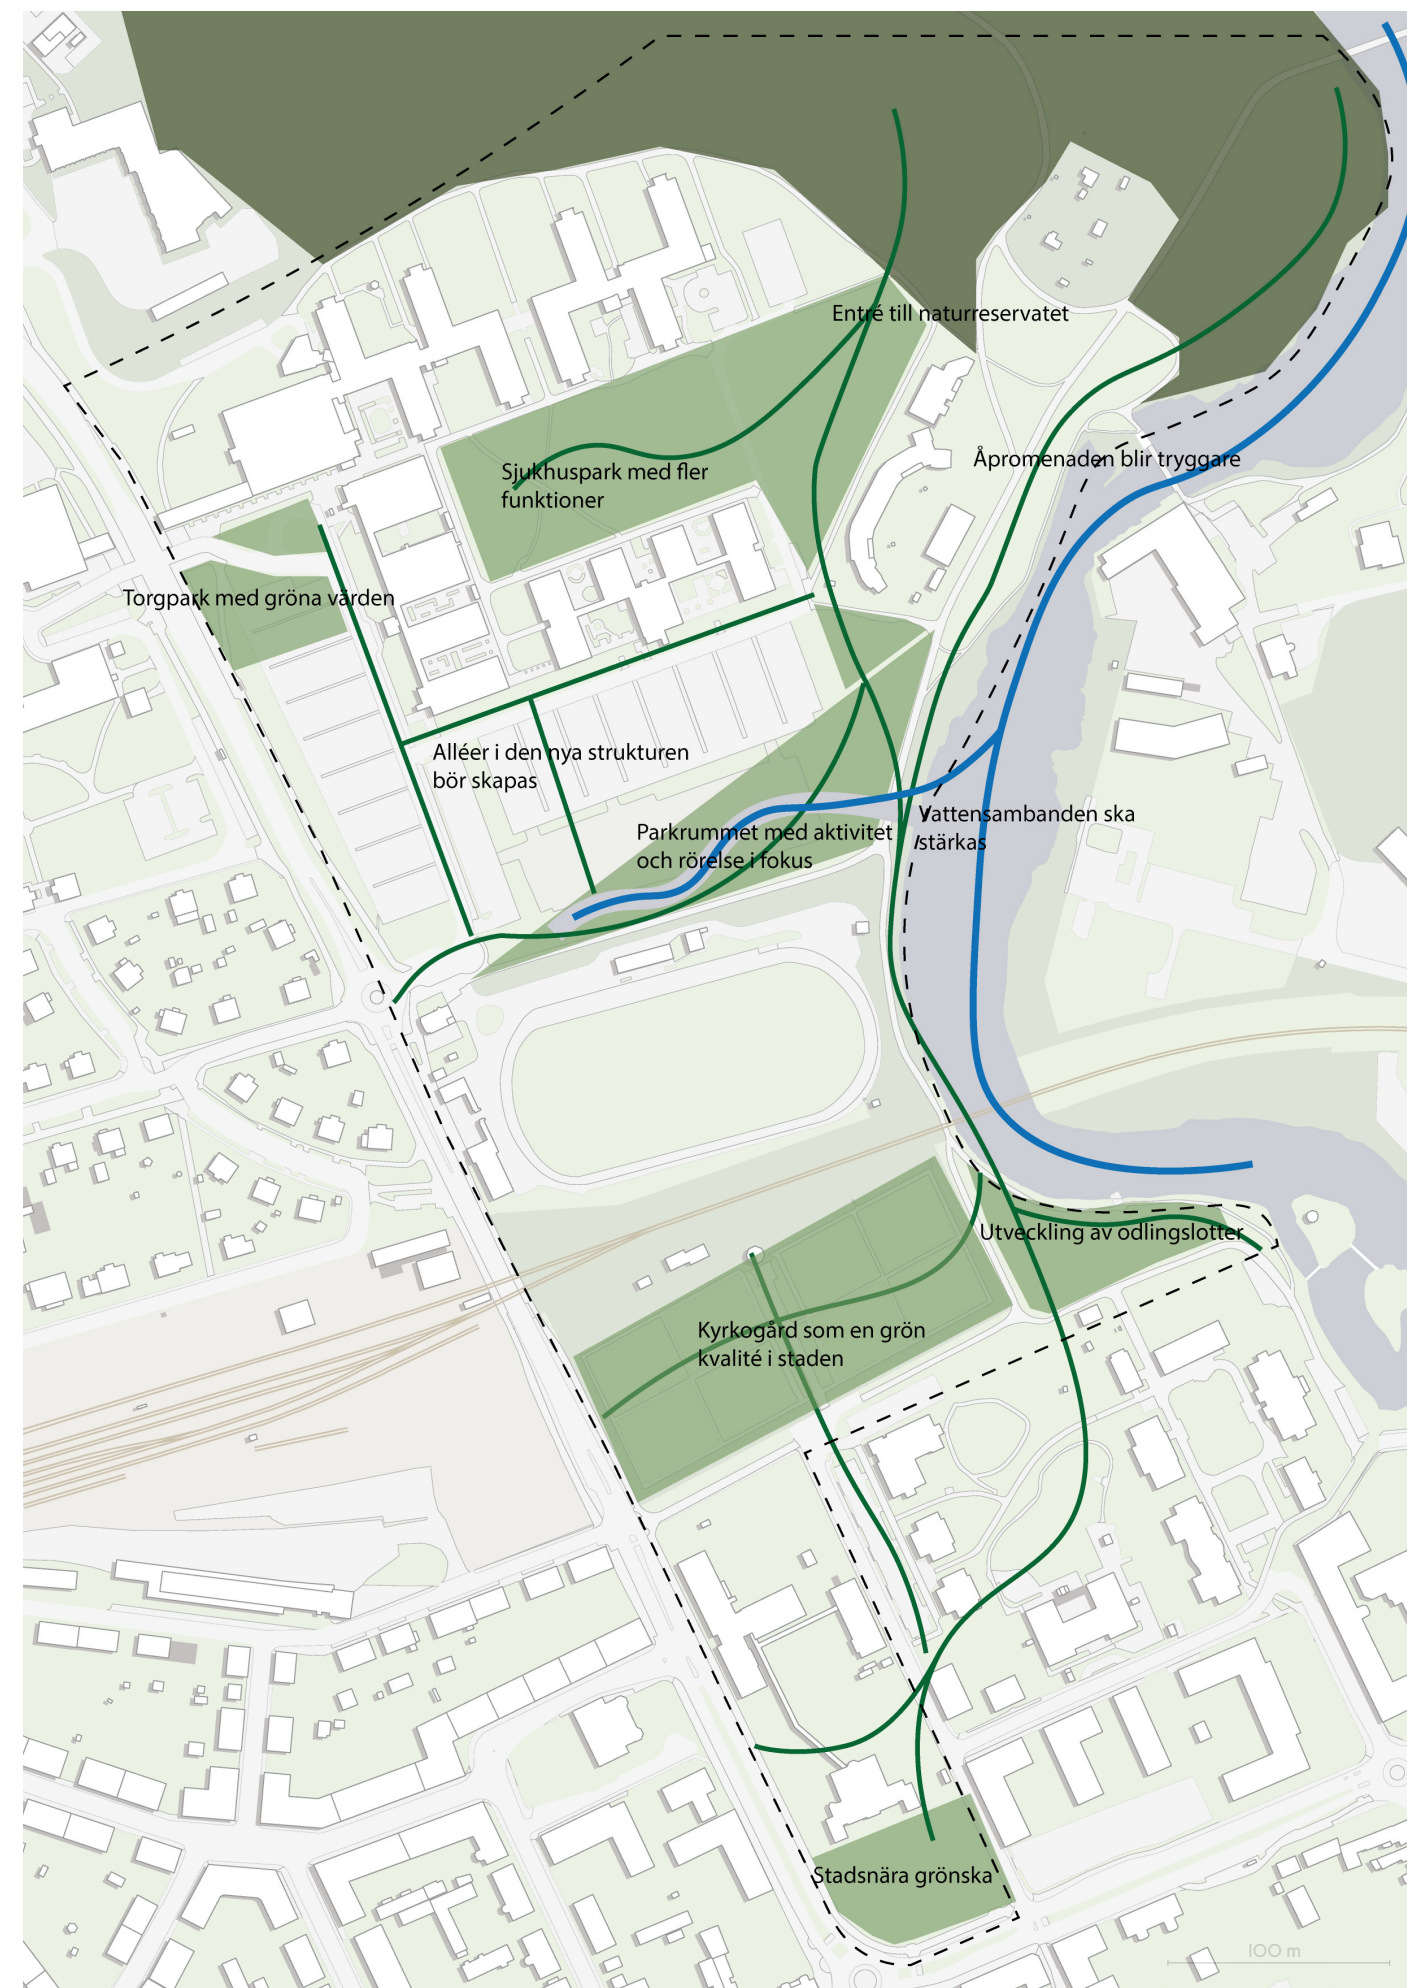 Entré till naturreservatet
Åpromenaden blir tryggare
Sjukhuspark med fler
funktioner
Torgpark med gröna värden
Alléer i den nya strukturen
bör skapas
Parkrummet med aktivitet
och rörelse i fokus
Vattensambanden ska
stärkas
Utveckling av odlingslotter
Kyrkogård som en grön
kvalité i staden
Stadsnära grönska
100 m